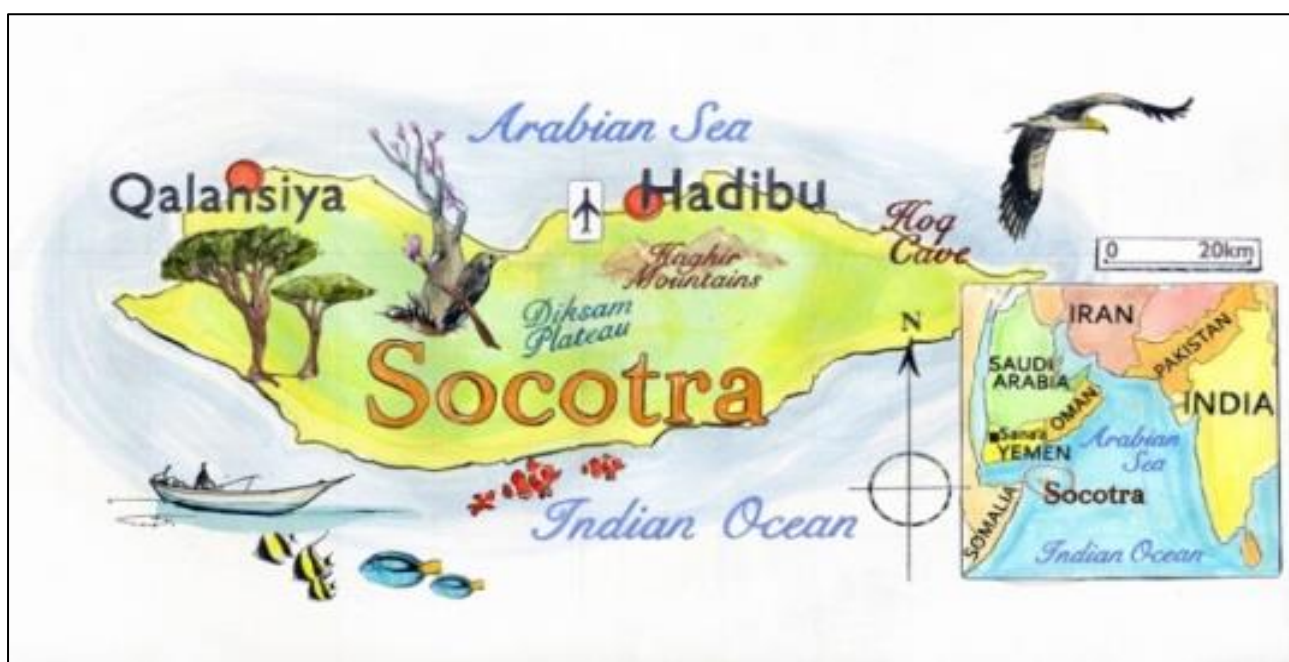 Arabian Sea
Qalansiya
Hadibu
Hoq
Cave
Haghir
Mountains
Diksam
Plateau
Socotra
Indian Ocean
0 20km
N
IRAN
PAKISTAN
SAUDI
ARABIA
OMAN
INDIA
Sana'a
YEMEN
Arabian
Sea
Socotra
SOMALIA
Indian Ocean